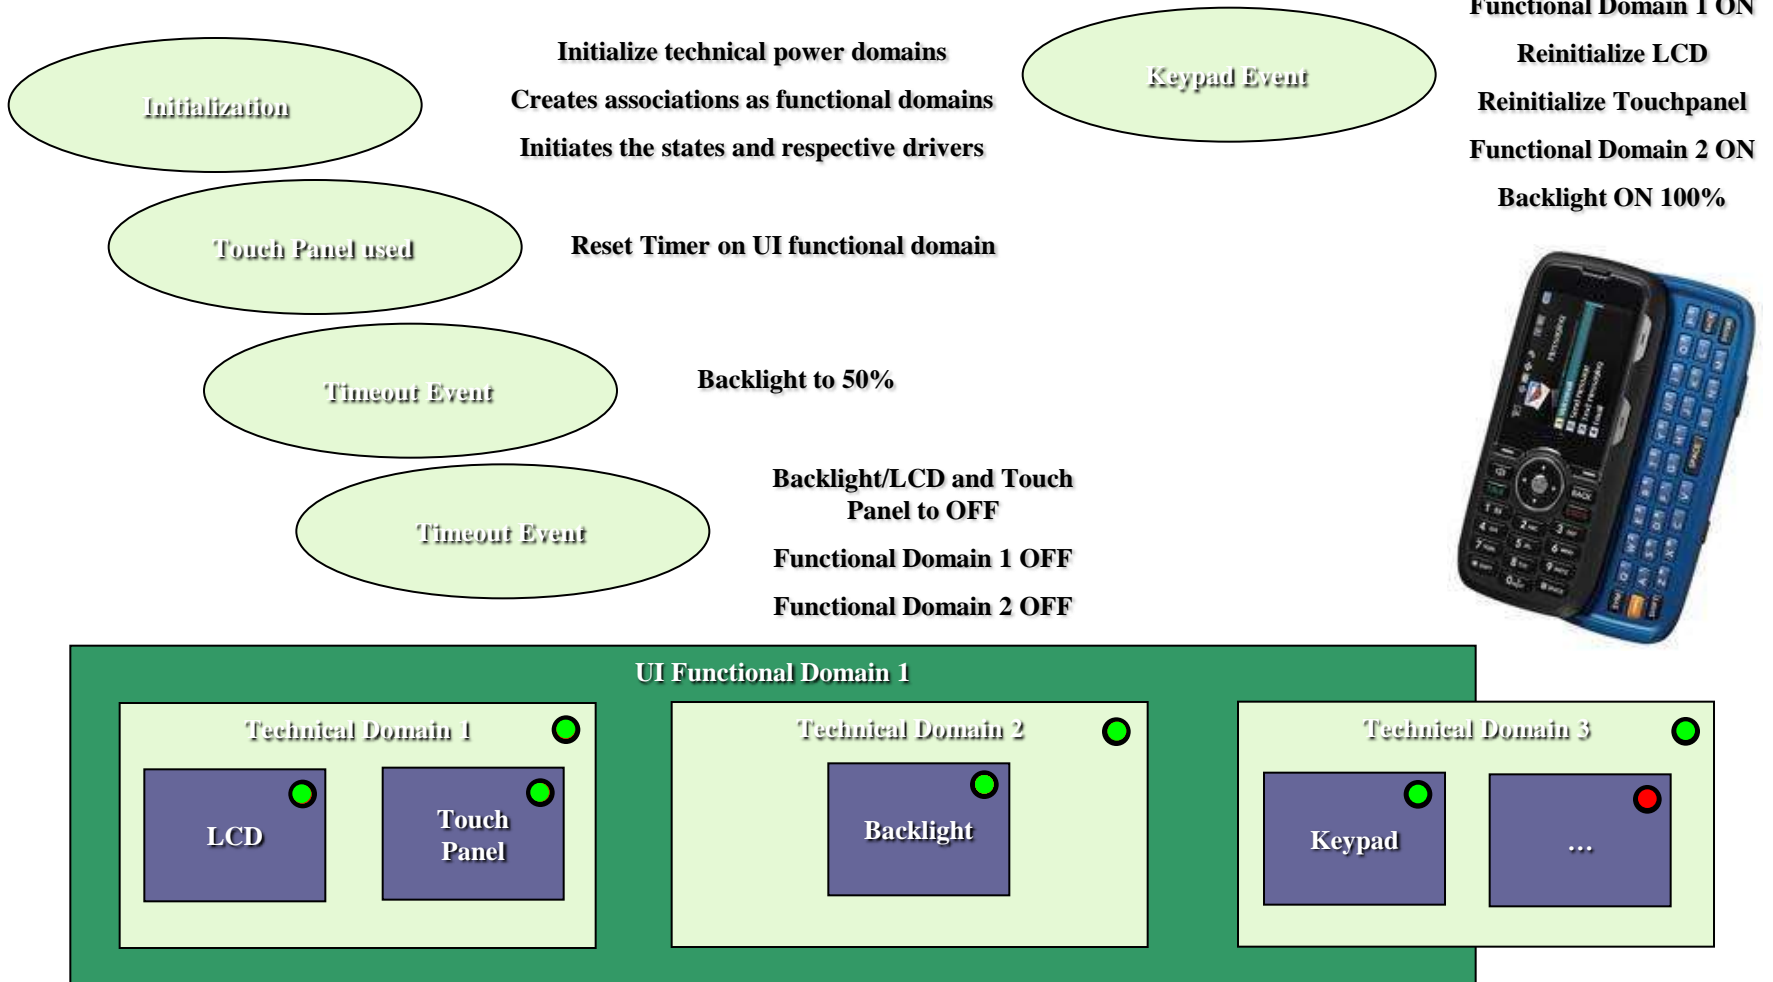 Initialization
Initialize technical power domains
Creates associations as functional domains
Initiates the states and respective drivers
Touch Panel used
Reset Timer on UI functional domain
Timeout Event
Backlight to 50%
Timeout Event
Backlight/LCD and Touch
Panel to OFF
Functional Domain 1 OFF
Functional Domain 2 OFF
Keypad Event
Functional Domain 1 ON
Reinitialize LCD
Reinitialize Touchpanel
Functional Domain 2 ON
Backlight ON 100%
Messaging
SPACE
BACK
UI Functional Domain 1
Technical Domain 1
LCD
Touch
Panel
Technical Domain 2
Backlight
Technical Domain 3
Keypad
…